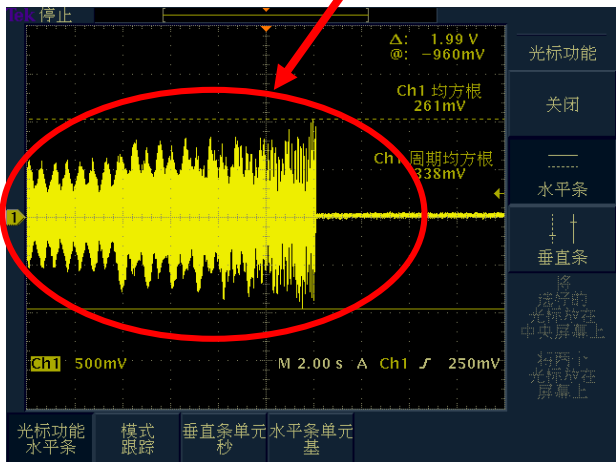 停止
Δ: 1.99 V
@: -960mV
Ch1 均方根
261mV
Ch1 周期均方根
338mV
1
Ch1 500mV
M 2.00 s A Ch1 250mV
光标功能
关闭
水平条
垂直条
将
选好的
光标放在
中央屏幕上
将两个
光标放在
屏幕上
光标功能
水平条
模式
跟踪
垂直条单元
秒
水平条单元
基